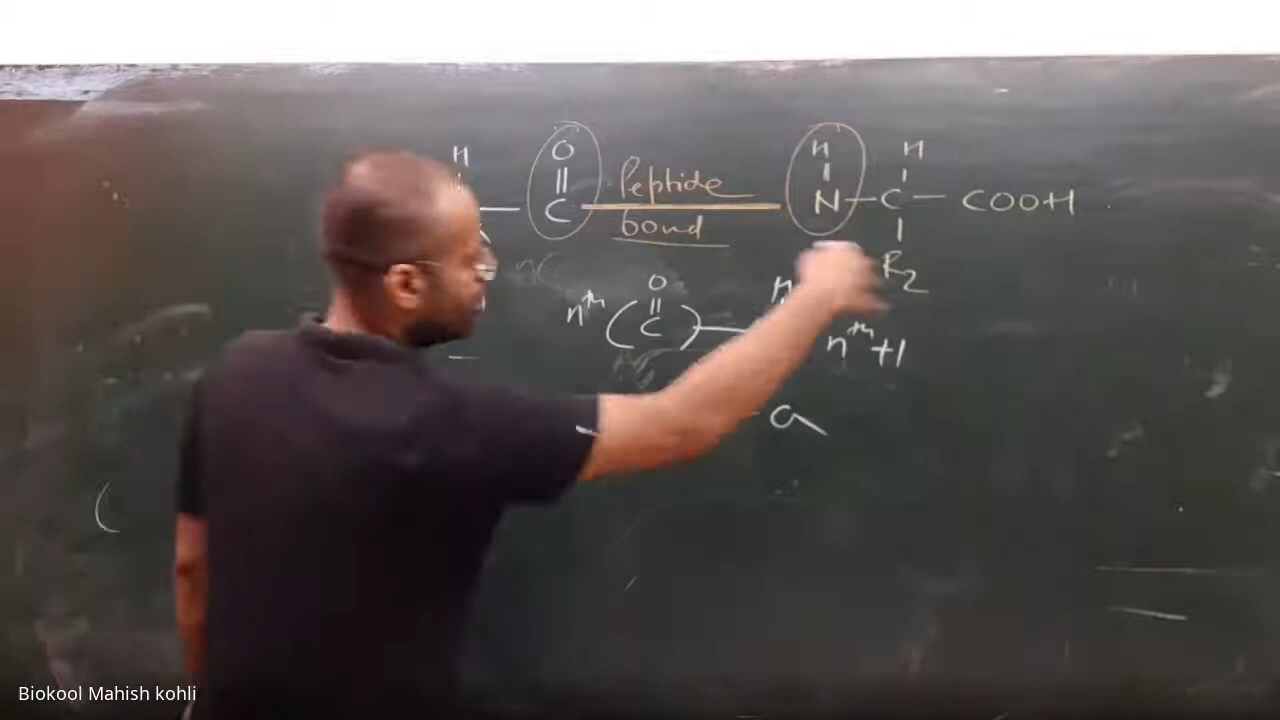 H O H H
C Peptide bond N — C — COOH
R2
O H
nth ( C ) — nth +1
a
(
Biokool Mahish kohli